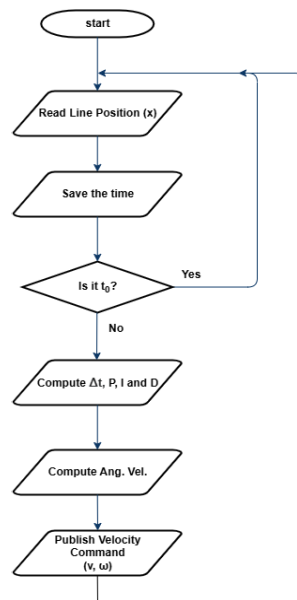 start
Read Line Position (x)
Save the time
Is it t₀?
Yes
No
Compute Δt, P, I and D
Compute Ang. Vel.
Publish Velocity
Command
(v, ω)